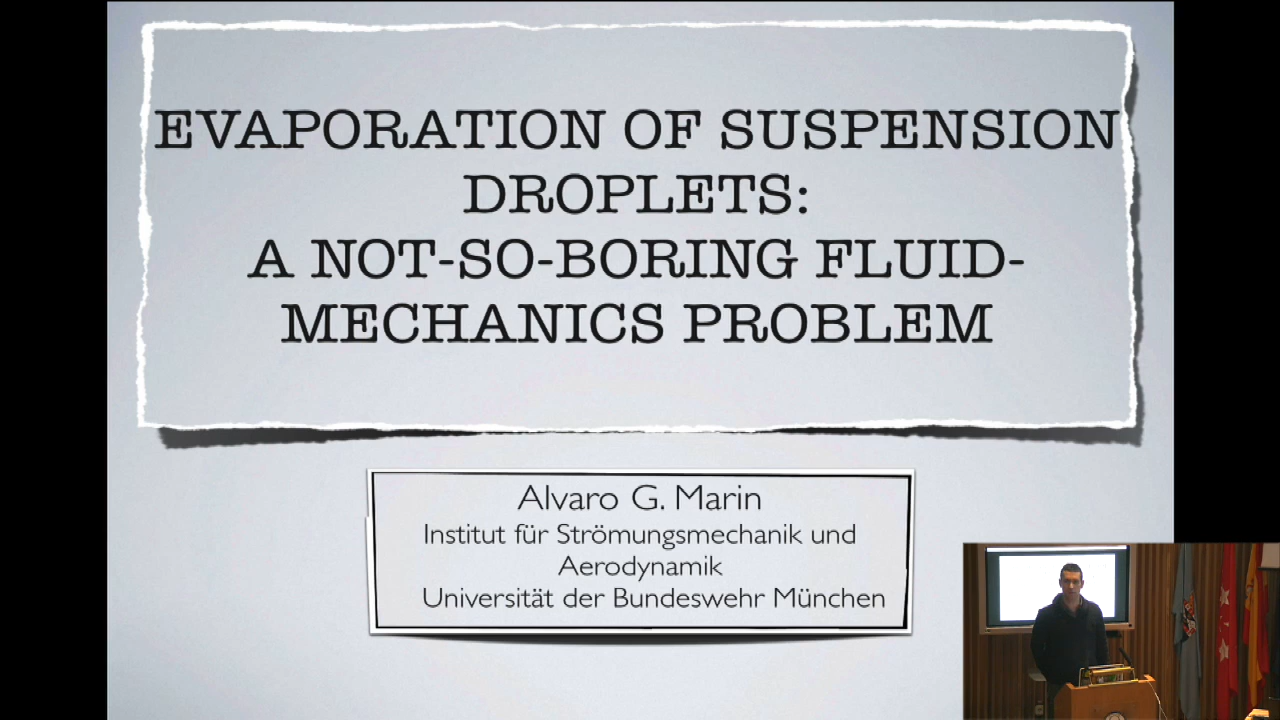 EVAPORATION OF SUSPENSION
DROPLETS:
A NOT-SO-BORING FLUID-
MECHANICS PROBLEM
Alvaro G. Marin
Institut für Strömungsmechanik und
Aerodynamik
Universität der Bundeswehr München